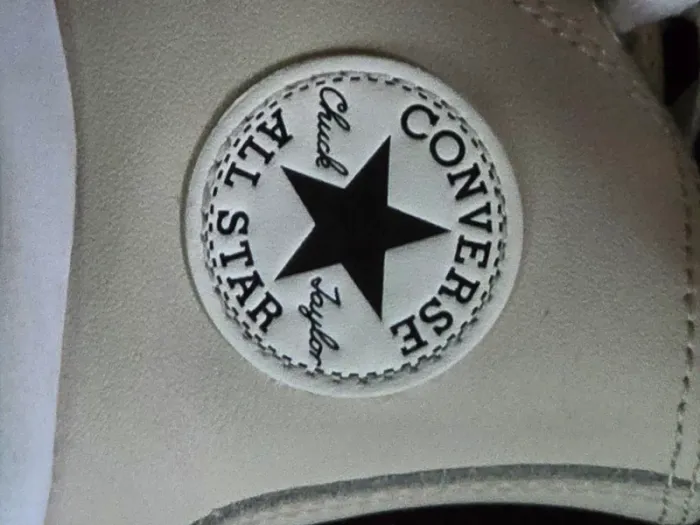 CONVERSE
Chuck Taylor
ALL STAR